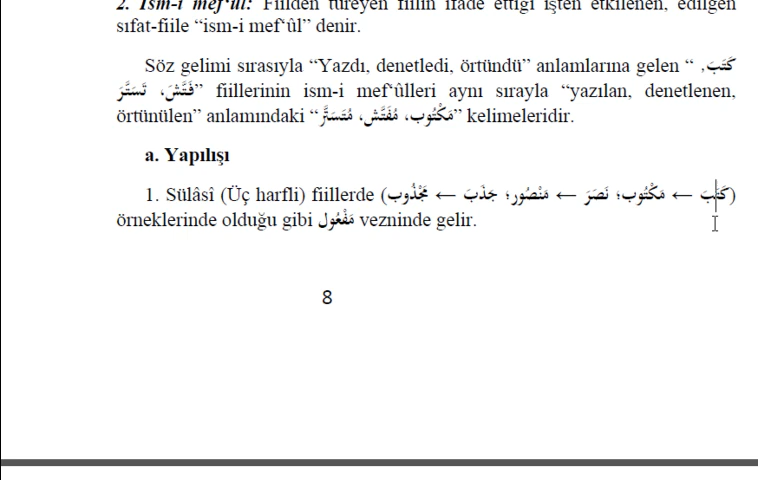 2. İsm-i mef‘ûl: Fiilden türeyen fiilin ifade ettiği işten etkilenen, edilgen
sıfat-fiile “ism-i mef‘ûl” denir.
Söz gelimi sırasıyla “Yazdı, denetledi, örtündü” anlamlarına gelen “ كَتَبَ,
فَتَّشَ، تَسَتَّرَ” fiillerinin ism-i mef‘ûlleri aynı sırayla “yazılan, denetlenen,
örtünülen” anlamındaki “مَكْتُوب، مُفَتَّش، مُتَسَتَّر” kelimeleridir.
a. Yapılışı
1. Sülâsî (Üç harfli) fiillerde (كَتَبَ ← مَكْتُوب؛ نَصَرَ ← مَنْصُور؛ جَذَبَ ← مَجْذُوب)
örneklerinde olduğu gibi مَفْعُول vezninde gelir.
8